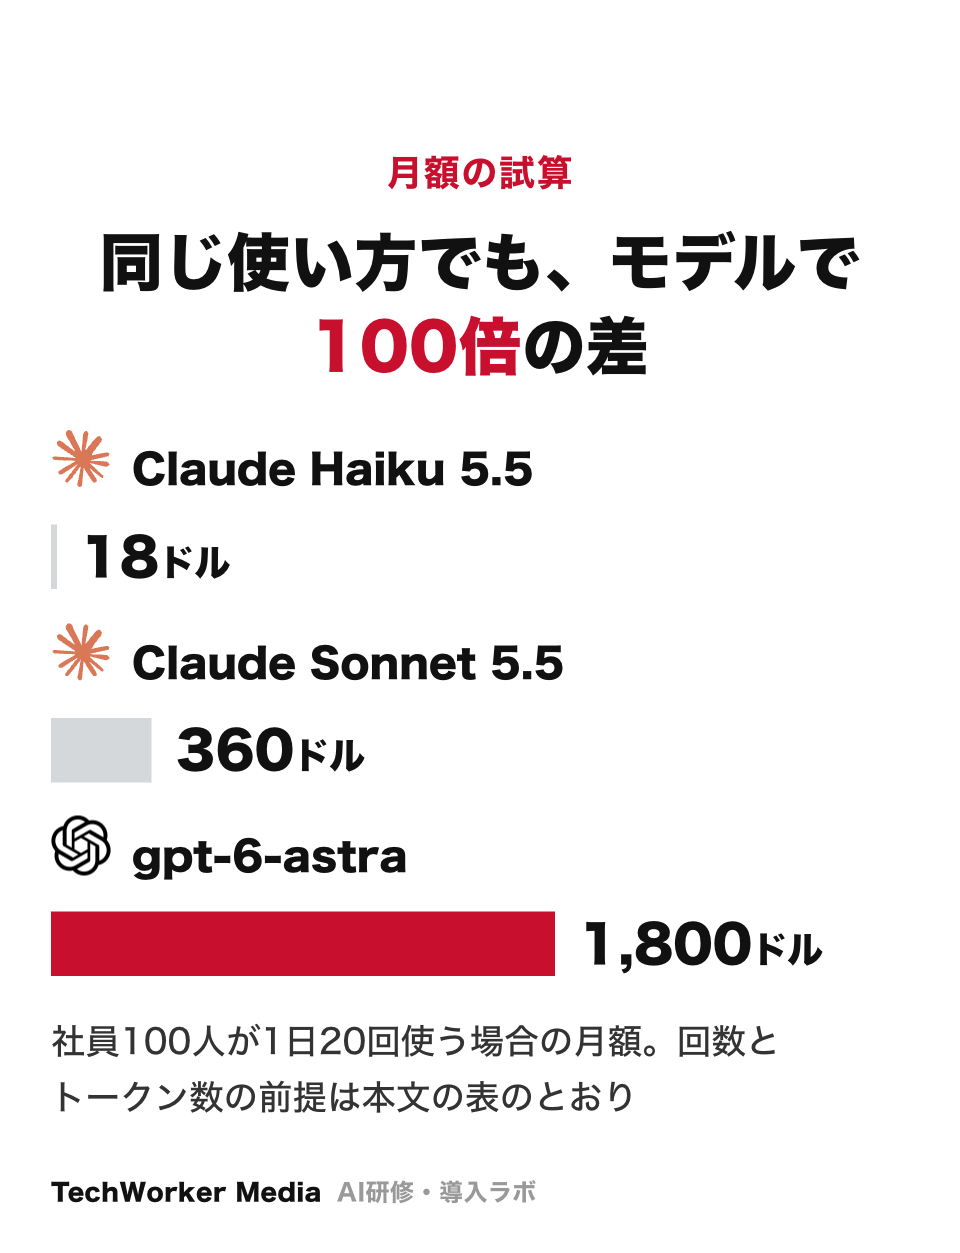 月額の試算
同じ使い方でも、モデルで
100倍の差
Claude Haiku 5.5
18ドル
Claude Sonnet 5.5
360ドル
gpt-6-astra
1,800ドル
社員100人が1日20回使う場合の月額。回数と
トークン数の前提は本文の表のとおり
TechWorker Media AI研修・導入ラボ